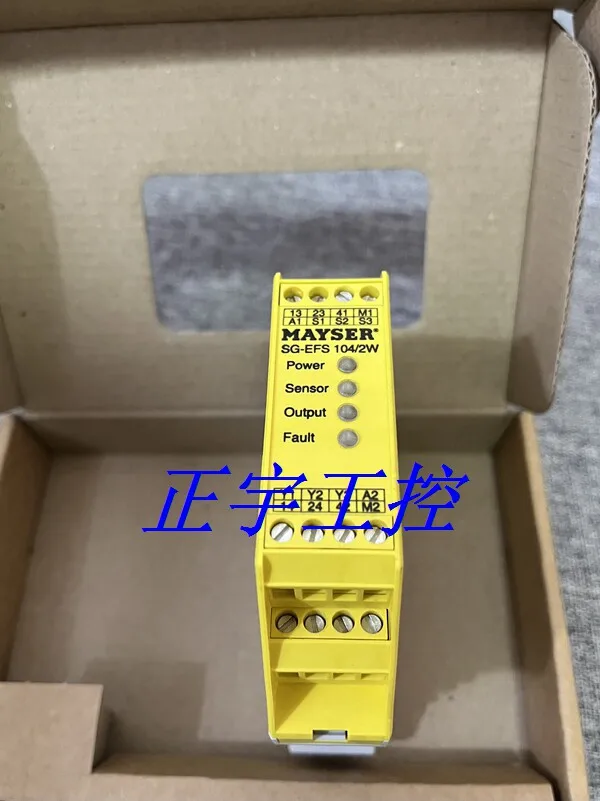 13 23 41 M1
A1 S1 S2 S3
MAYSER®
SG-EFS 104/2W
Power
Sensor
Output
Fault
Y2 A2
24 42 M2
正宇工控